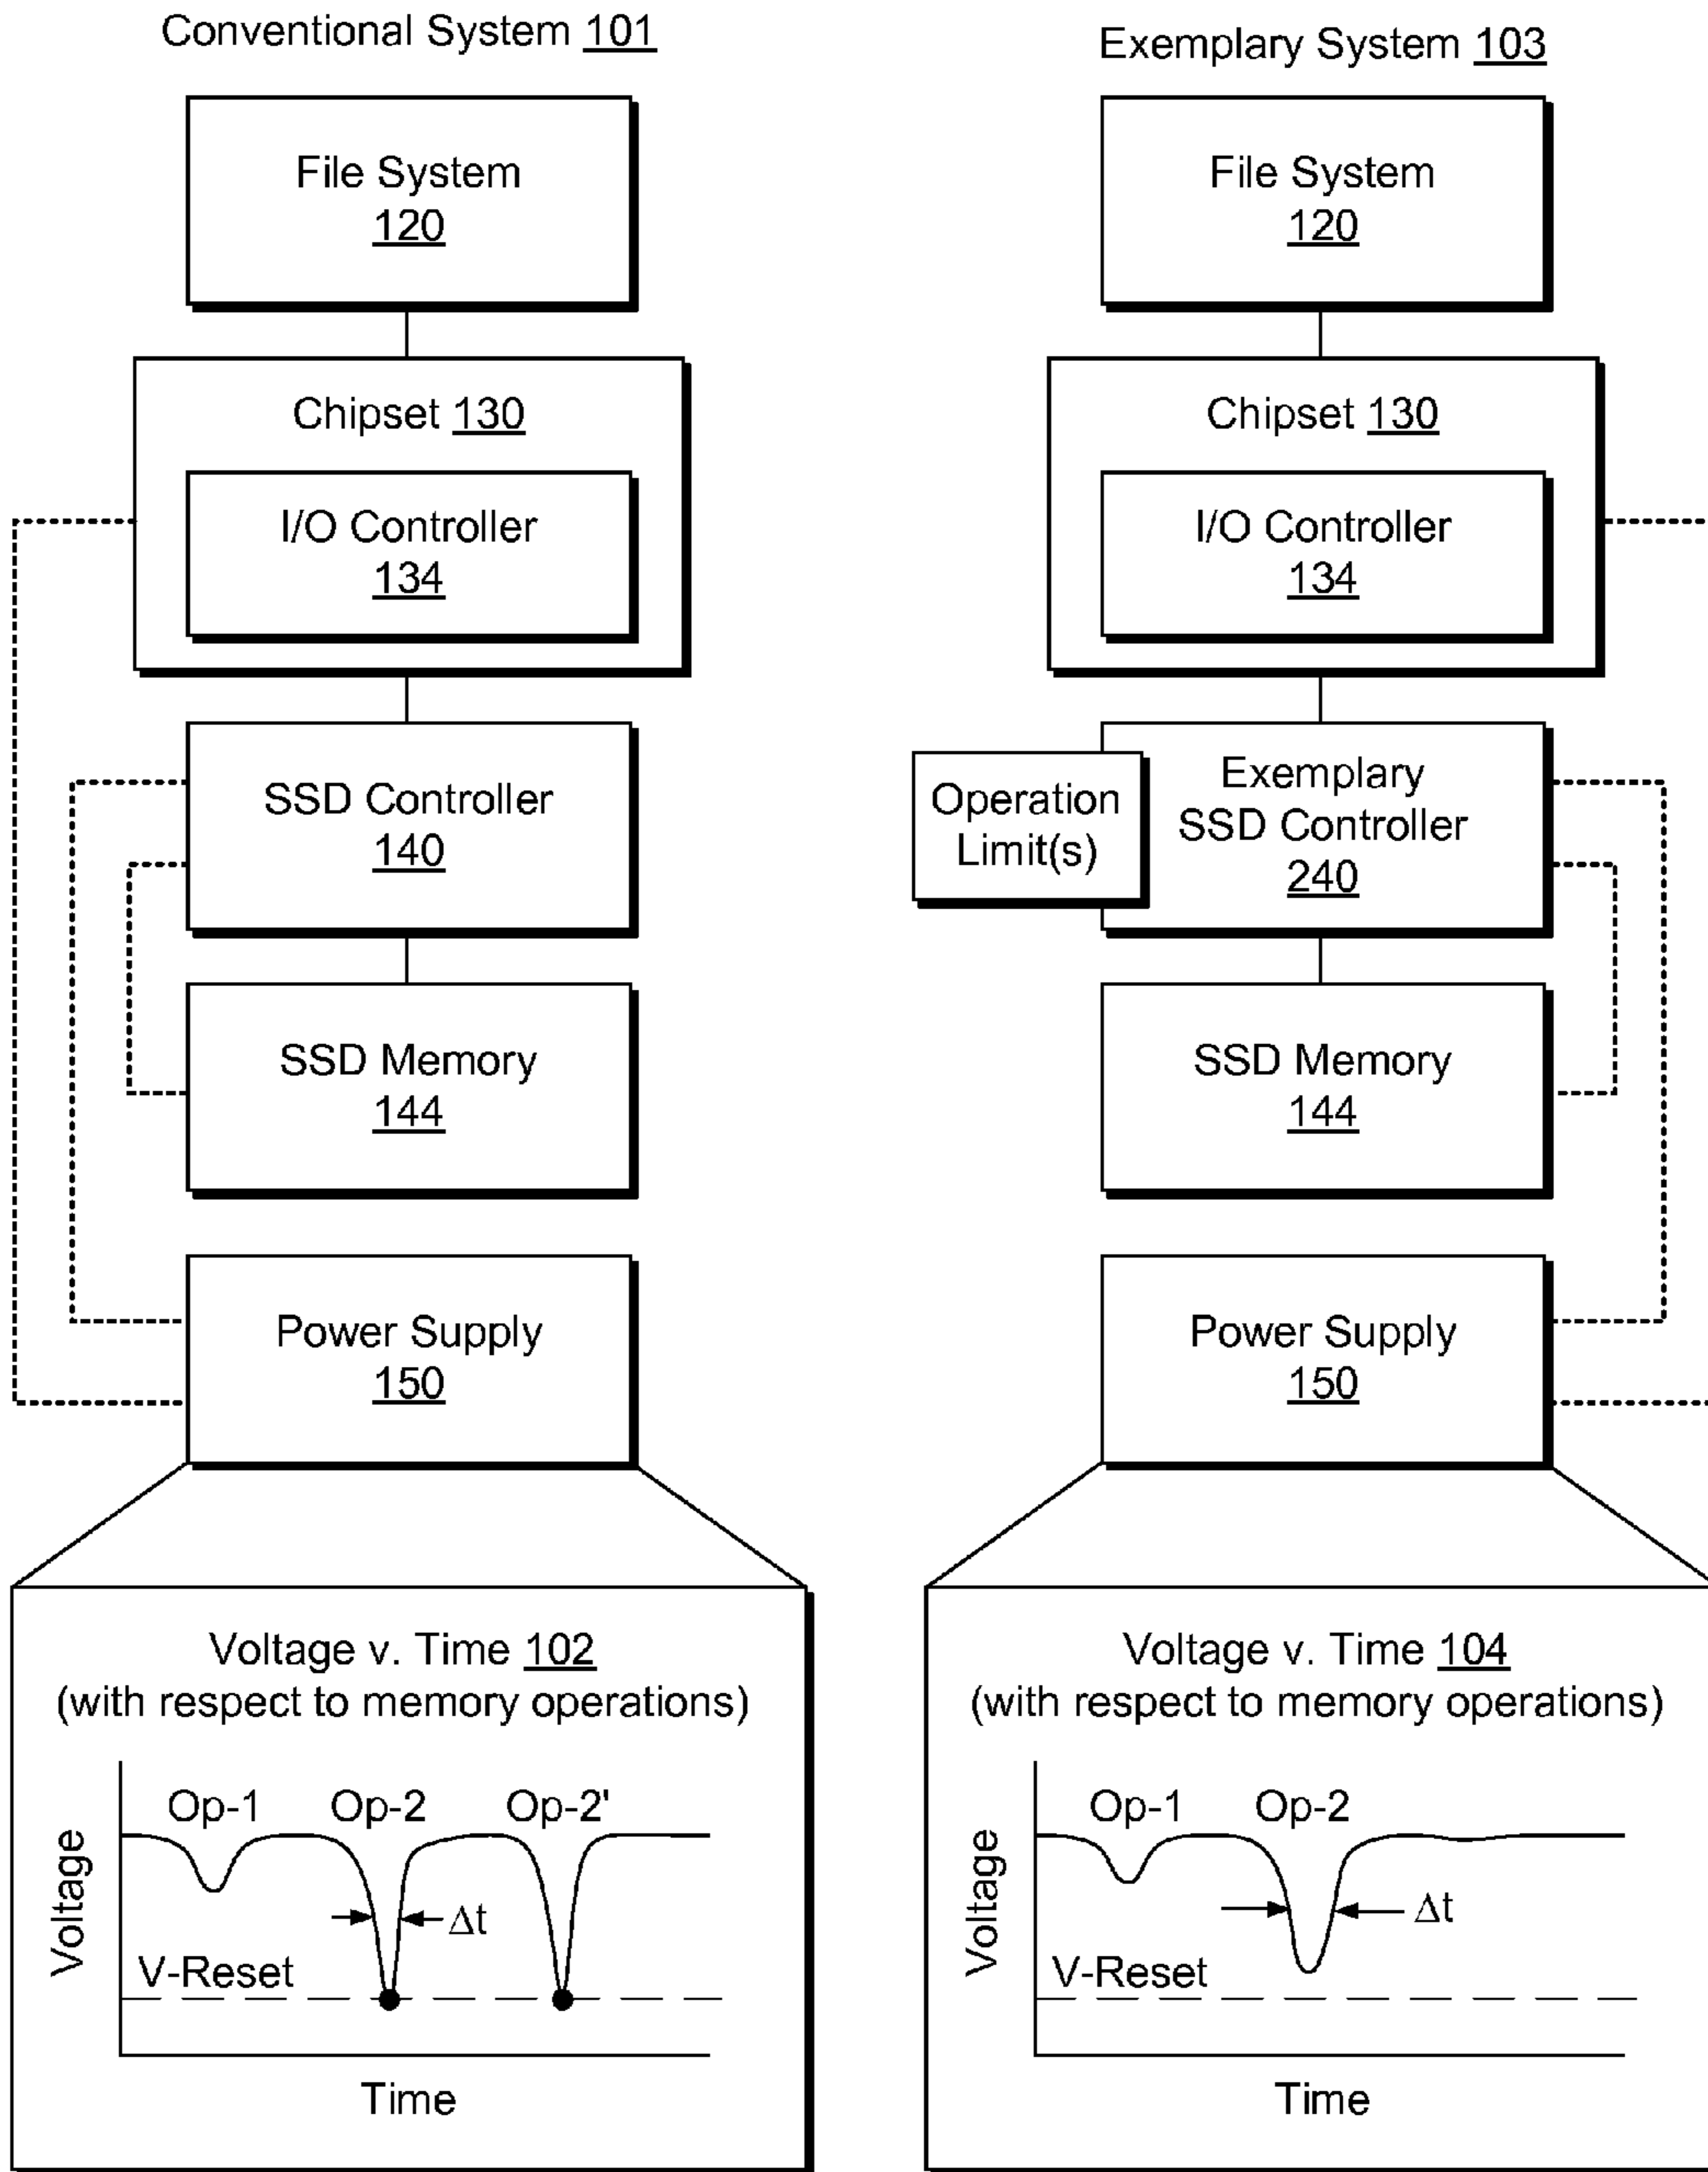 Conventional System 101
File System
120
Chipset 130
I/O Controller
134
SSD Controller
140
SSD Memory
144
Power Supply
150
Voltage v. Time 102
(with respect to memory operations)
Op-1 Op-2 Op-2'
Δt
V-Reset
Voltage
Time
Exemplary System 103
File System
120
Chipset 130
I/O Controller
134
Operation
Limit(s)
Exemplary
SSD Controller
240
SSD Memory
144
Power Supply
150
Voltage v. Time 104
(with respect to memory operations)
Op-1 Op-2
Δt
V-Reset
Voltage
Time